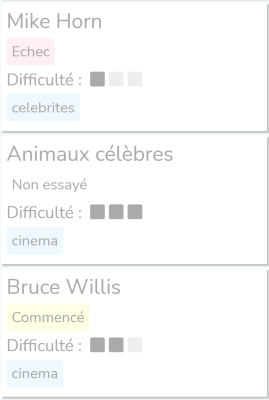 Mike Horn
Echec
Difficulté :
celebrites
Animaux célèbres
Non essayé
Difficulté :
cinema
Bruce Willis
Commencé
Difficulté :
cinema